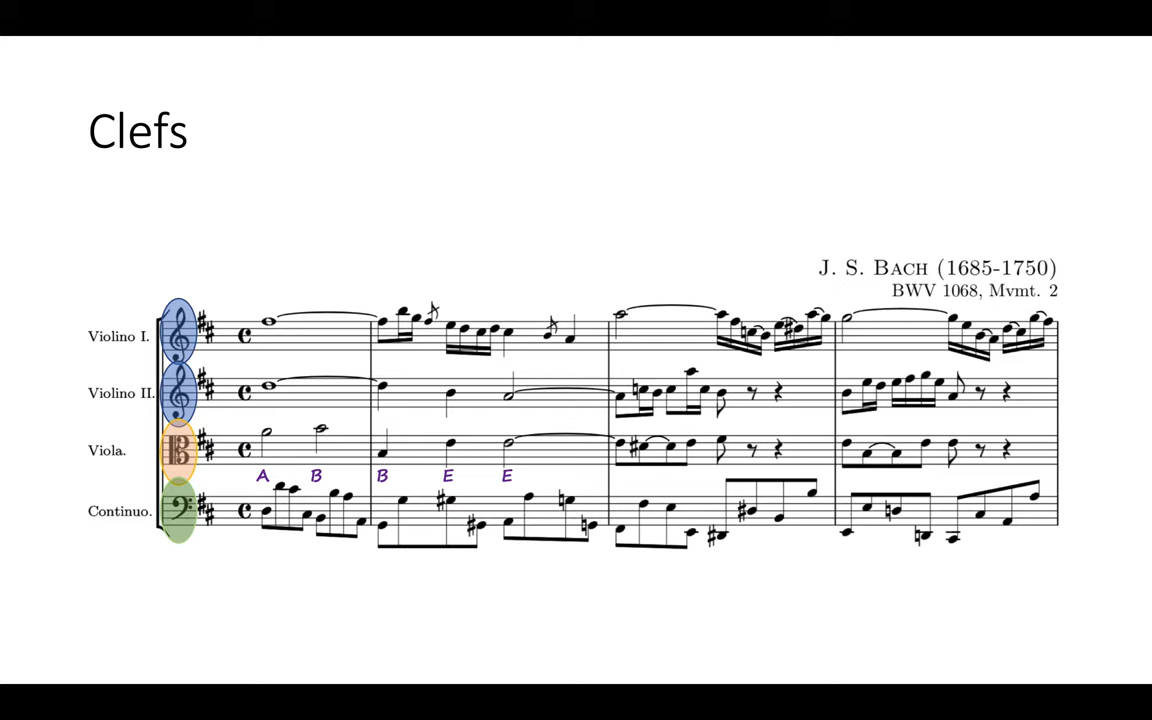 Clefs
J. S. BACH (1685-1750)
BWV 1068, Mvmt. 2
Violino I.
Violino II.
Viola.
A B B E E
Continuo.